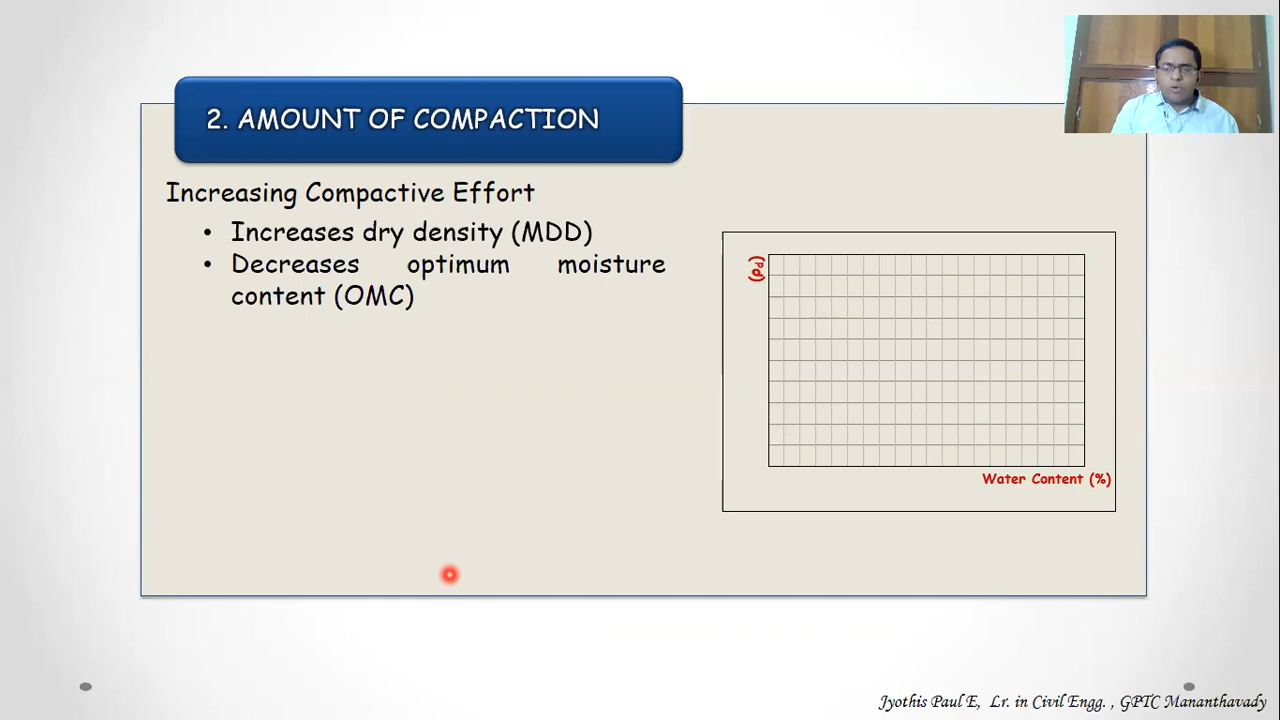 2. AMOUNT OF COMPACTION
Increasing Compactive Effort
• Increases dry density (MDD)
• Decreases optimum moisture
content (OMC)
(ρd)
Water Content (%)
Jyothis Paul E, Lr. in Civil Engg. , GPTC Mananthavady